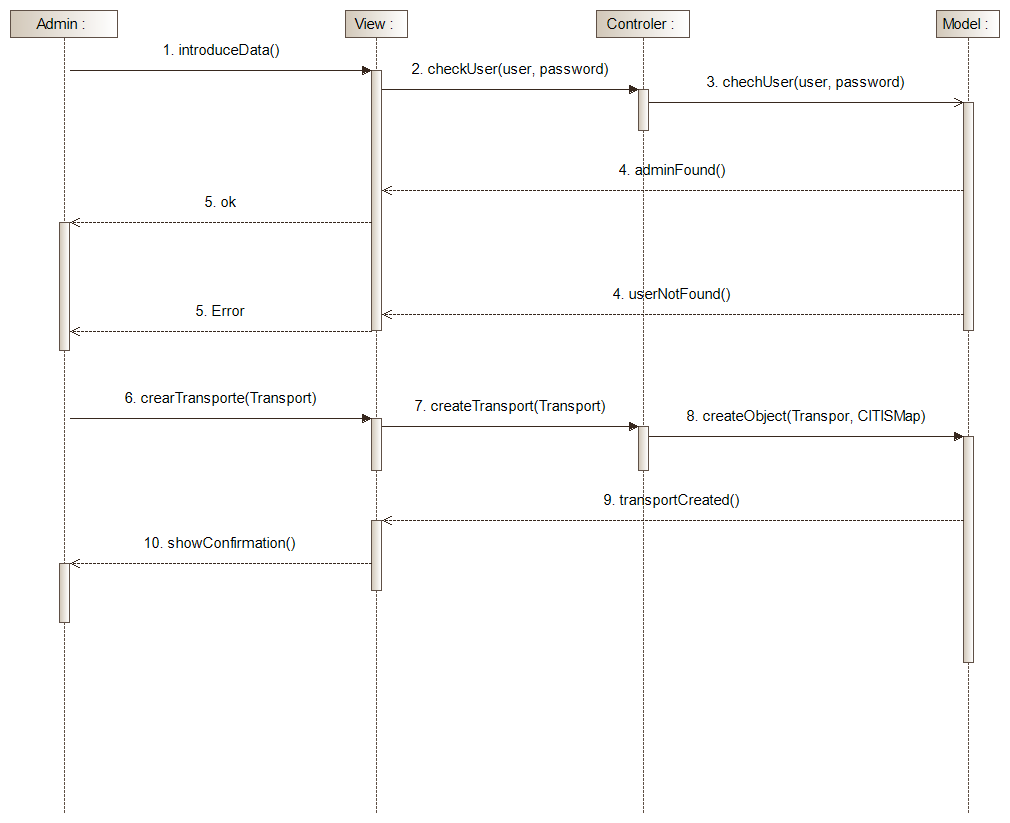 Admin :
View :
Controler :
Model :
1. introduceData()
2. checkUser(user, password)
3. chechUser(user, password)
4. adminFound()
5. ok
4. userNotFound()
5. Error
6. crearTransporte(Transport)
7. createTransport(Transport)
8. createObject(Transpor, CITISMap)
9. transportCreated()
10. showConfirmation()